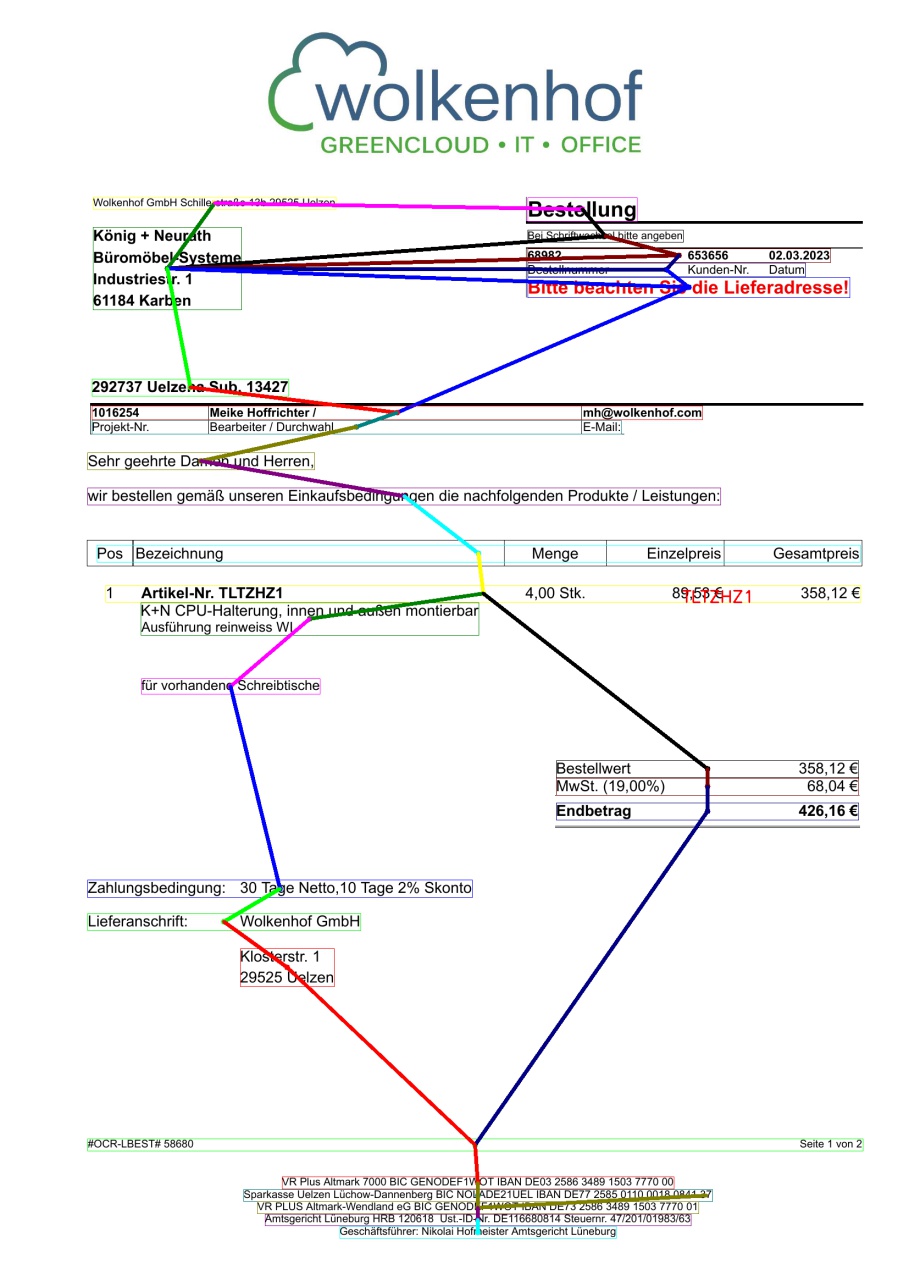 wolkenhof
GREENCLOUD • IT • OFFICE
Wolkenhof GmbH Schillerstraße 13b 29525 Uelzen
Bestellung
Bei Schriftwechsel bitte angeben
68982 653656 02.03.2023
Bestellnummer Kunden-Nr. Datum
Bitte beachten Sie die Lieferadresse!
König + Neurath
Büromöbel-Systeme
Industriestr. 1
61184 Karben
292737 Uelzena Sub. 13427
1016254 Meike Hoffrichter / mh@wolkenhof.com
Projekt-Nr. Bearbeiter / Durchwahl E-Mail:
Sehr geehrte Damen und Herren,
wir bestellen gemäß unseren Einkaufsbedingungen die nachfolgenden Produkte / Leistungen:
Pos Bezeichnung Menge Einzelpreis Gesamtpreis
1 Artikel-Nr. TLTZHZ1 4,00 Stk. 89,53 € 358,12 €
TLTZHZ1
K+N CPU-Halterung, innen und außen montierbar
Ausführung reinweiss WI
für vorhandene Schreibtische
Bestellwert 358,12 €
MwSt. (19,00%) 68,04 €
Endbetrag 426,16 €
Zahlungsbedingung: 30 Tage Netto,10 Tage 2% Skonto
Lieferanschrift: Wolkenhof GmbH
Klosterstr. 1
29525 Uelzen
#OCR-LBEST# 58680 Seite 1 von 2
VR Plus Altmark 7000 BIC GENODEF1WOT IBAN DE03 2586 3489 1503 7770 00
Sparkasse Uelzen Lüchow-Dannenberg BIC NOLADE21UEL IBAN DE77 2585 0110 0018 0841 27
VR PLUS Altmark-Wendland eG BIC GENODEF1WOT IBAN DE73 2586 3489 1503 7770 01
Amtsgericht Lüneburg HRB 120618 Ust.-ID-Nr. DE116680814 Steuernr. 47/201/01983/63
Geschäftsführer: Nikolai Hofmeister Amtsgericht Lüneburg